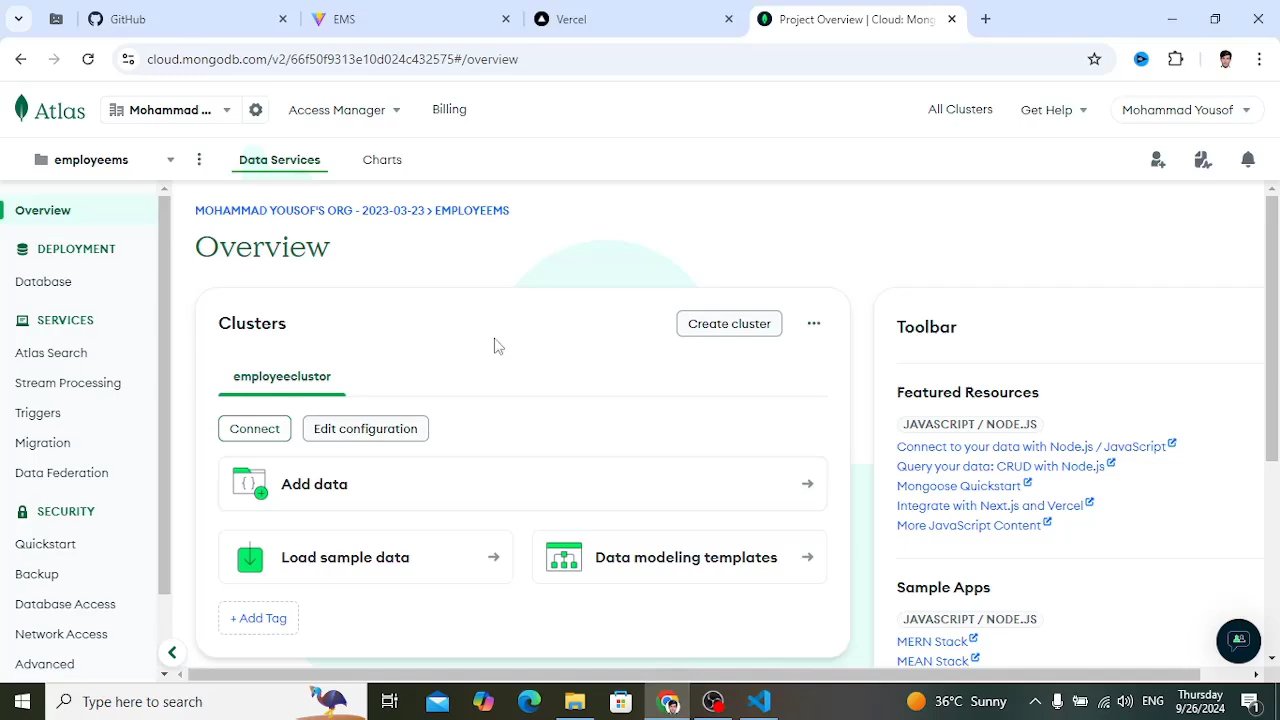 GitHub
EMS
Vercel
Project Overview | Cloud: Mong
cloud.mongodb.com/v2/66f50f9313e10d024c432575#/overview
Atlas
Mohammad ...
Access Manager
Billing
All Clusters
Get Help
Mohammad Yousof
employeems
Data Services
Charts
Overview
DEPLOYMENT
Database
SERVICES
Atlas Search
Stream Processing
Triggers
Migration
Data Federation
SECURITY
Quickstart
Backup
Database Access
Network Access
Advanced
MOHAMMAD YOUSOF'S ORG - 2023-03-23 > EMPLOYEEMS
Overview
Clusters
Create cluster
employeeclustor
Connect
Edit configuration
Add data
Load sample data
Data modeling templates
+ Add Tag
Toolbar
Featured Resources
JAVASCRIPT / NODE.JS
Connect to your data with Node.js / JavaScript
Query your data: CRUD with Node.js
Mongoose Quickstart
Integrate with Next.js and Vercel
More JavaScript Content
Sample Apps
JAVASCRIPT / NODE.JS
MERN Stack
MEAN Stack
Type here to search
36°C Sunny
ENG
Thursday
9/26/2024
1